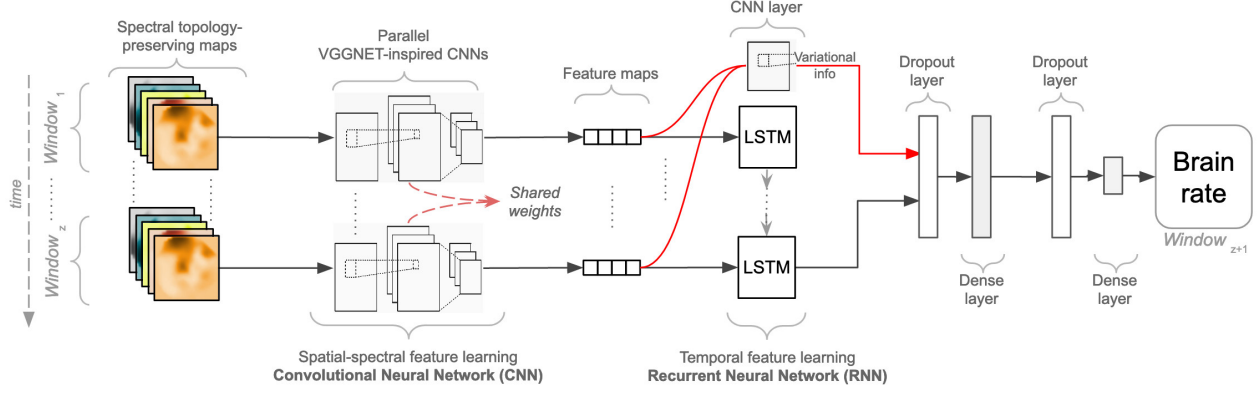 Spectral topology-
preserving maps
Parallel
VGGNET-inspired CNNs
Feature maps
CNN layer
Variational
info
Dropout
layer
Dropout
layer
time
Window 1
Window z
LSTM
LSTM
Shared
weights
Brain
rate
Window z+1
Dense
layer
Dense
layer
Spatial-spectral feature learning
Convolutional Neural Network (CNN)
Temporal feature learning
Recurrent Neural Network (RNN)